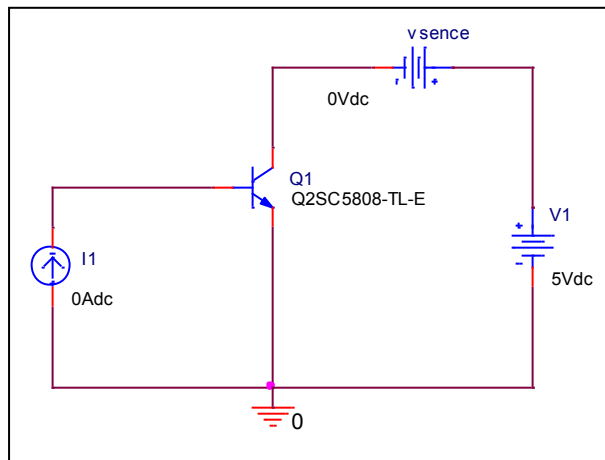 vsence
0Vdc
Q1
Q2SC5808-TL-E
V1
I1
0Adc
5Vdc
0